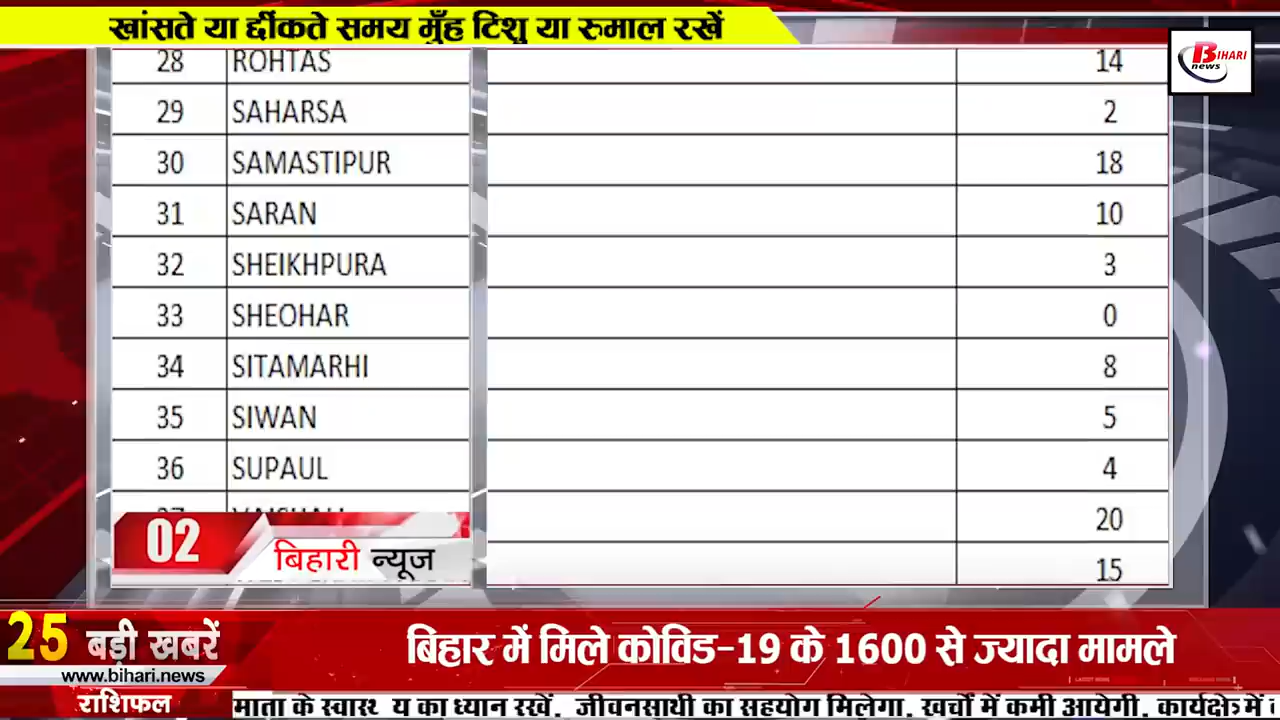 खांसते या छींकते समय मुँह टिशु या रुमाल रखें
BIHARI
news
28 ROHTAS 14
29 SAHARSA 2
30 SAMASTIPUR 18
31 SARAN 10
32 SHEIKHPURA 3
33 SHEOHAR 0
34 SITAMARHI 8
35 SIWAN 5
36 SUPAUL 4
20
15
02
बिहारी न्यूज
25 बड़ी खबरें
www.bihari.news
बिहार में मिले कोविड-19 के 1600 से ज्यादा मामले
राशिफल
माता के स्वास्थ्य का ध्यान रखें, जीवनसाथी का सहयोग मिलेगा, खर्चों में कमी आयेगी, कार्यक्षेत्र में